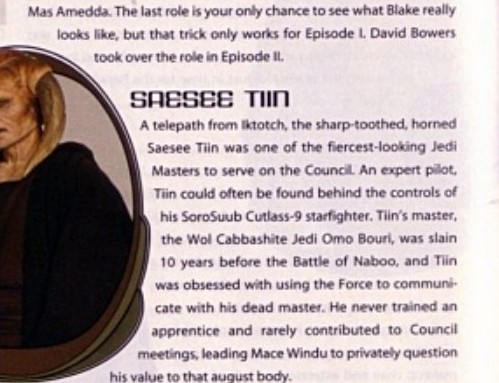 Mas Amedda. The last role is your only chance to see what Blake really
looks like, but that trick only works for Episode I. David Bowers
took over the role in Episode II.
SAESEE TIIN
A telepath from Iktotch, the sharp-toothed, horned
Saesee Tiin was one of the fiercest-looking Jedi
Masters to serve on the Council. An expert pilot,
Tiin could often be found behind the controls of
his SoroSuub Cutlass-9 starfighter. Tiin's master,
the Wol Cabbashite Jedi Omo Bouri, was slain
10 years before the Battle of Naboo, and Tiin
was obsessed with using the Force to communi-
cate with his dead master. He never trained an
apprentice and rarely contributed to Council
meetings, leading Mace Windu to privately question
his value to that august body.